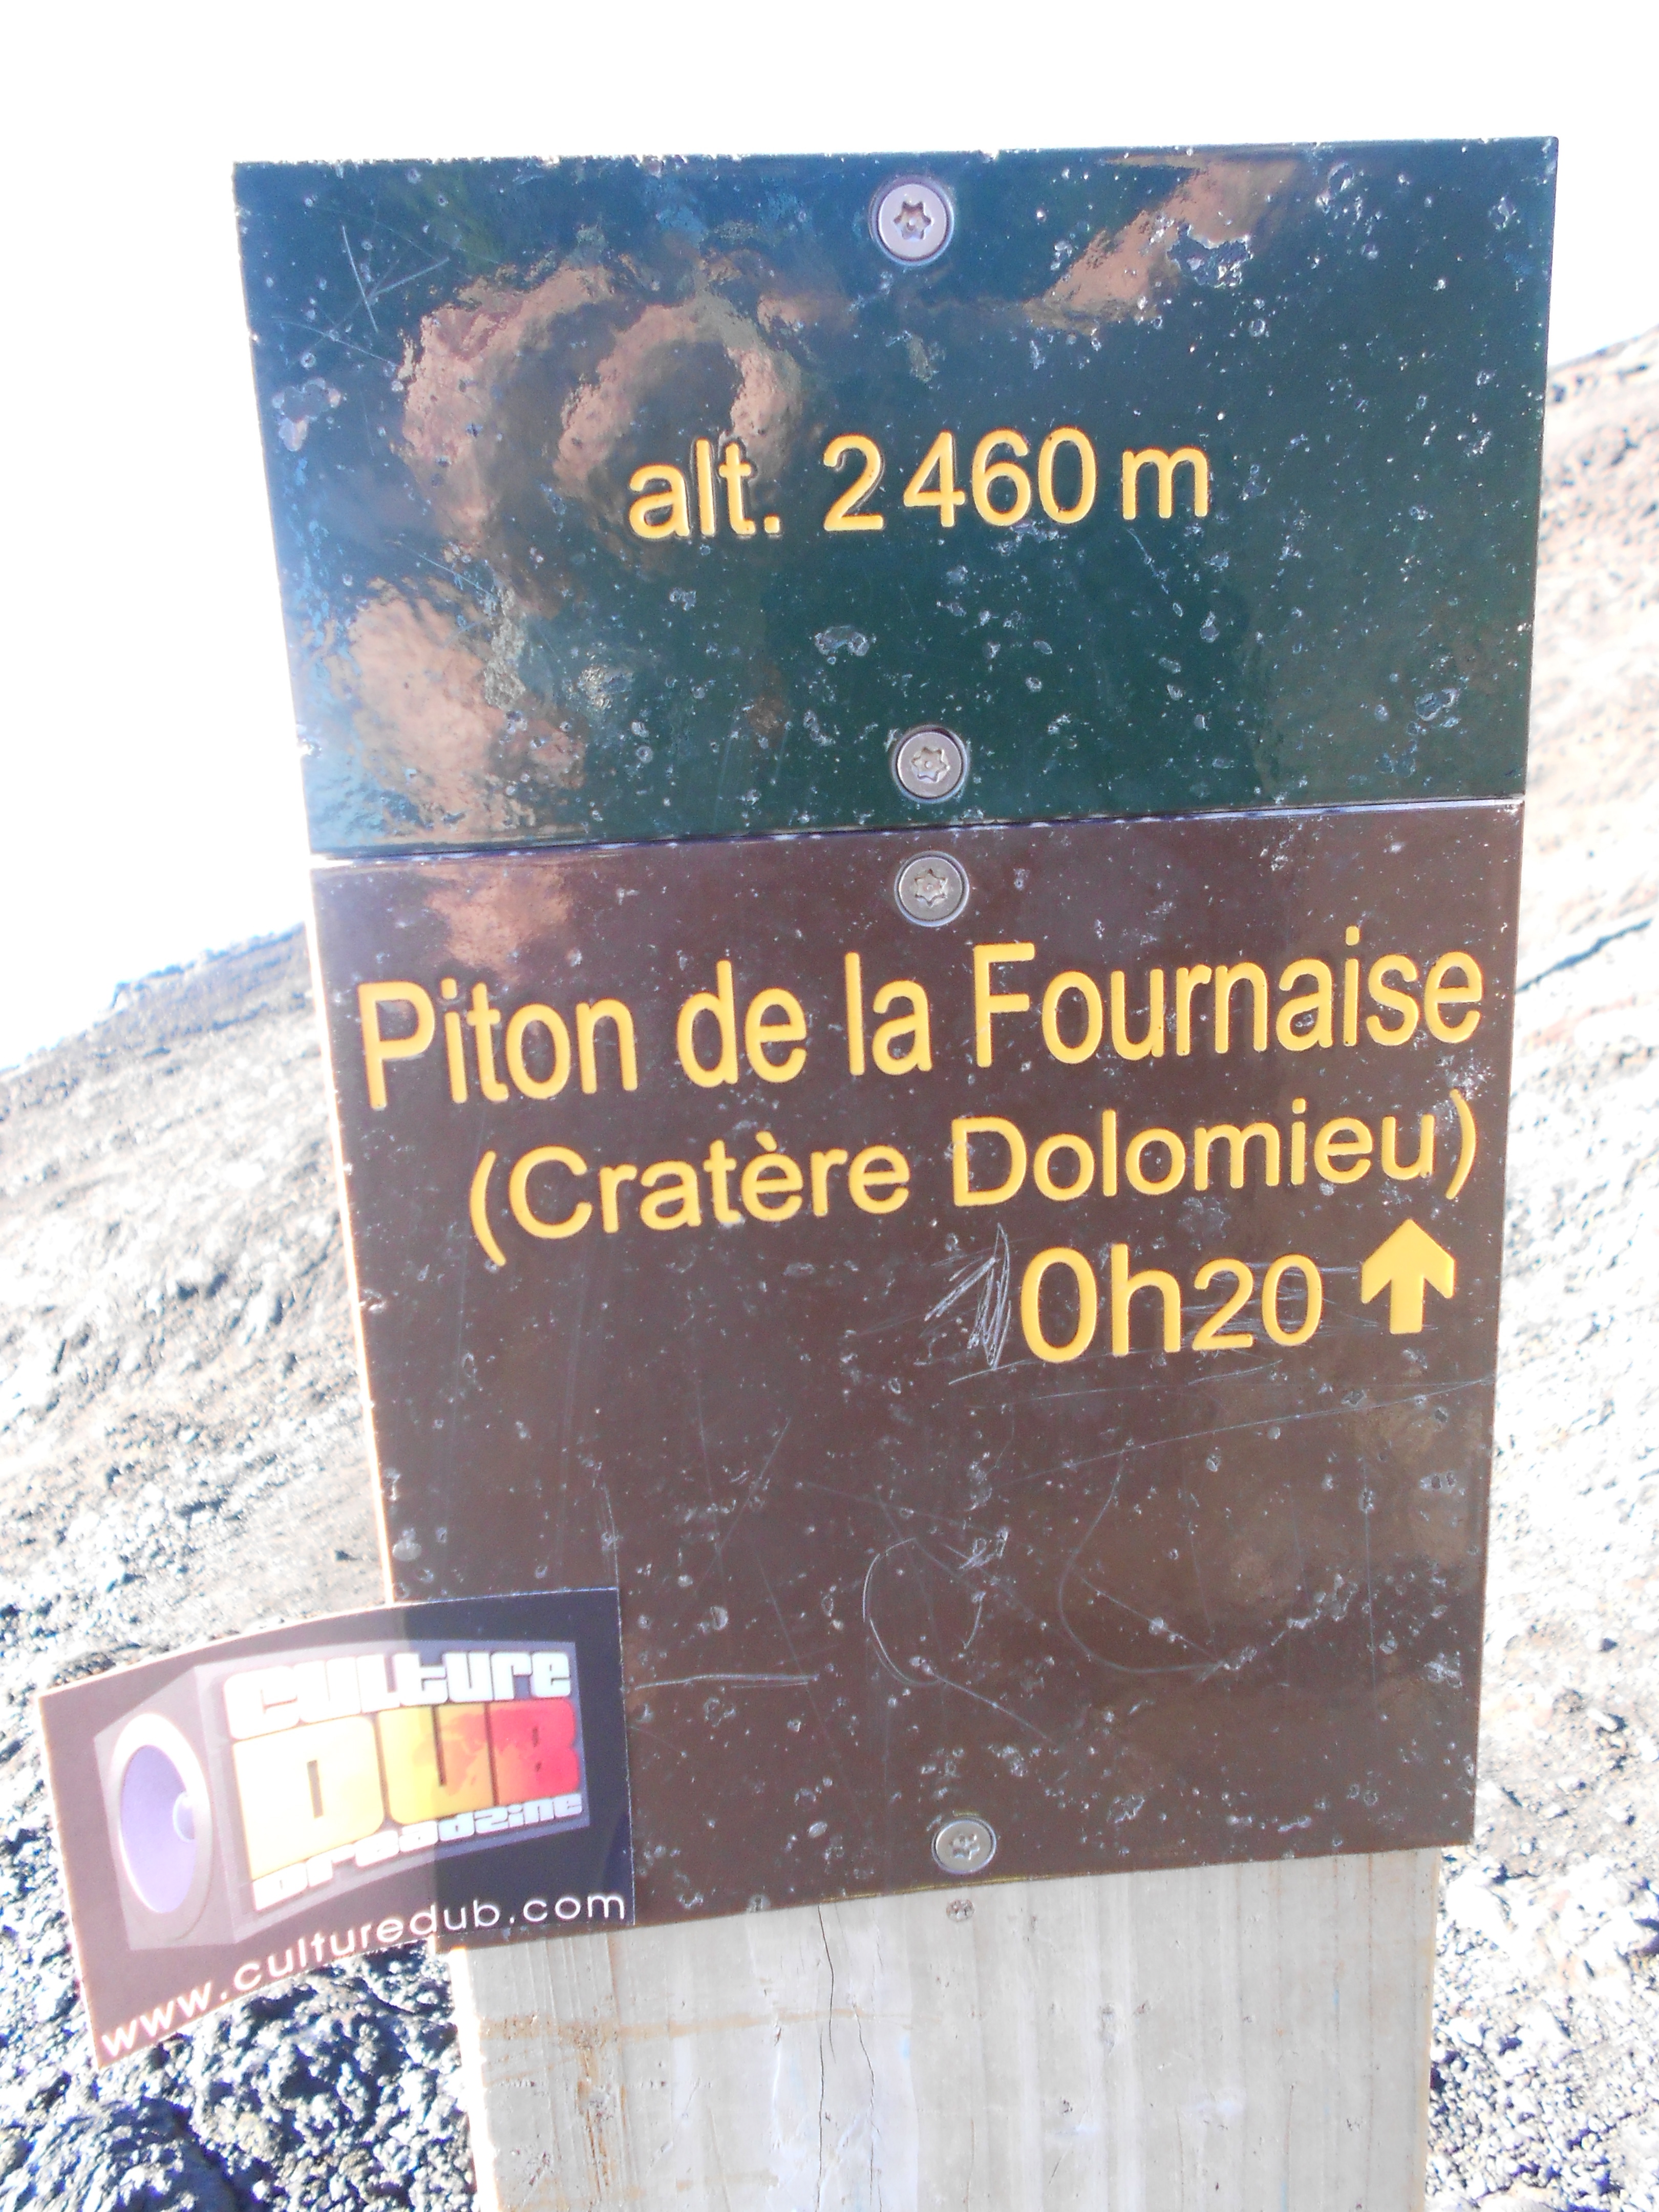 alt. 2 460 m
Piton de la Fournaise
(Cratère Dolomieu)
0h20
culture
DUB
www.culturedub.com